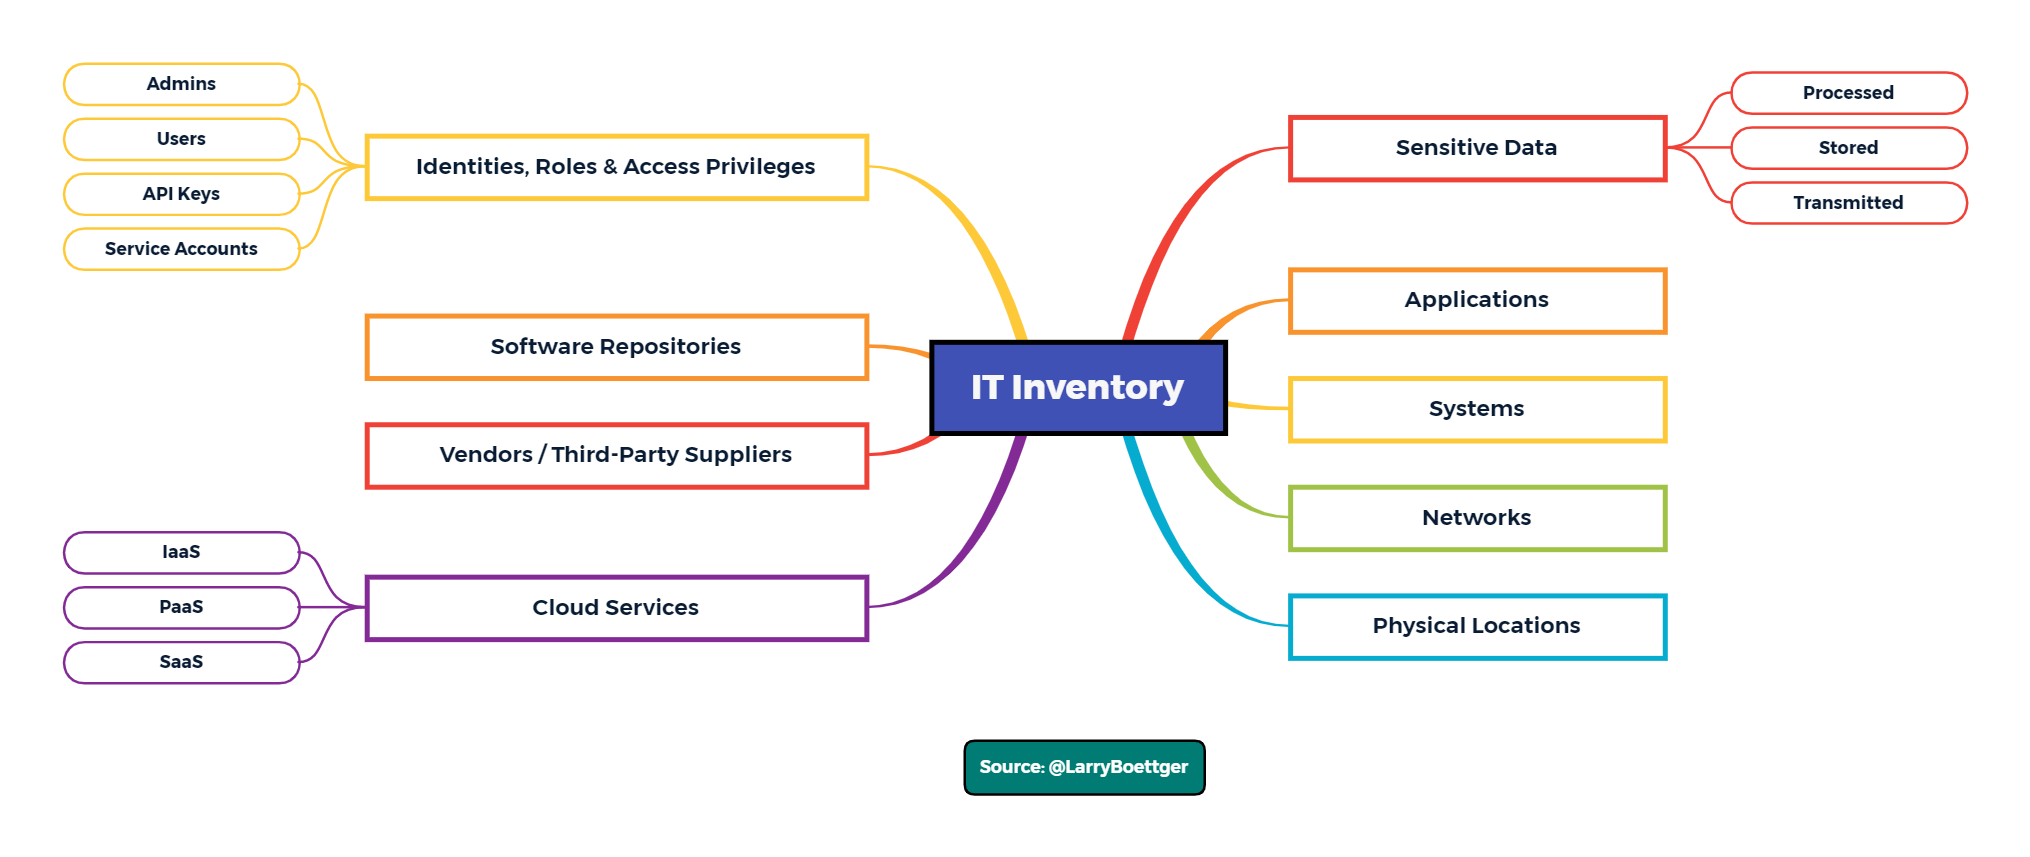 Admins
Users
API Keys
Service Accounts
Identities, Roles & Access Privileges
Software Repositories
Vendors / Third-Party Suppliers
IaaS
PaaS
SaaS
Cloud Services
IT Inventory
Sensitive Data
Processed
Stored
Transmitted
Applications
Systems
Networks
Physical Locations
Source: @LarryBoettger